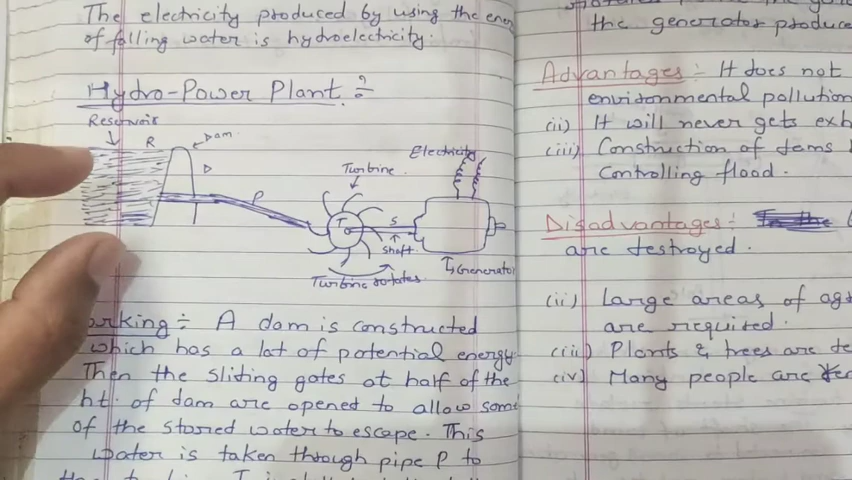 The electricity produced by using the
of falling water is hydroelectricity.
Hydro-Power Plant :-
Reservoir
R
Dam
D
P
Turbine
T
S
Shaft
Electricity
Generator
Turbine rotates
Working :- A dam is constructed
which has a lot of potential energy.
Then the sliding gates at half of the
ht. of dam are opened to allow some
of the stored water to escape. This
water is taken through pipe P to
the generator produce
Advantages :- It does not
environmental pollution
(ii) It will never gets
(iii) Construction of dams
Controlling flood.
Disadvantages :-
are destroyed.
(ii) Large areas of
are required.
(iii) Plants & trees are
(iv) Many people are